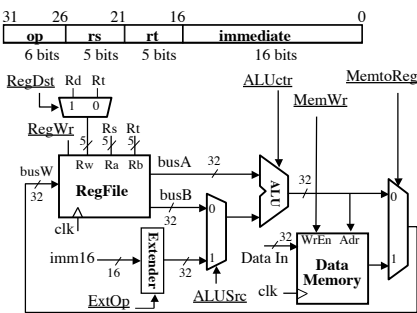 31 26 21 16 0
op rs rt immediate
6 bits 5 bits 5 bits 16 bits
RegDst Rd Rt
ALUctr MemtoReg
1 0
MemWr
RegWr Rs Rt
5 5 5
busA 32
busW Rw Ra Rb
32 RegFile
busB
32
ALU
32
0
0
clk
WrEn Adr
imm16 Extender 32 1
16
Data In 32
Data Memory
1
clk
ExtOp ALUSrc